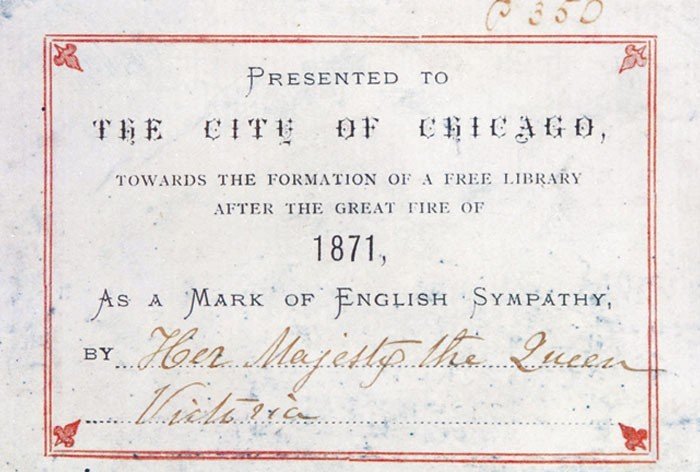 P 350
PRESENTED TO
THE CITY OF CHICAGO,
TOWARDS THE FORMATION OF A FREE LIBRARY
AFTER THE GREAT FIRE OF
1871,
AS A MARK OF ENGLISH SYMPATHY,
BY Her Majesty the Queen
Victoria